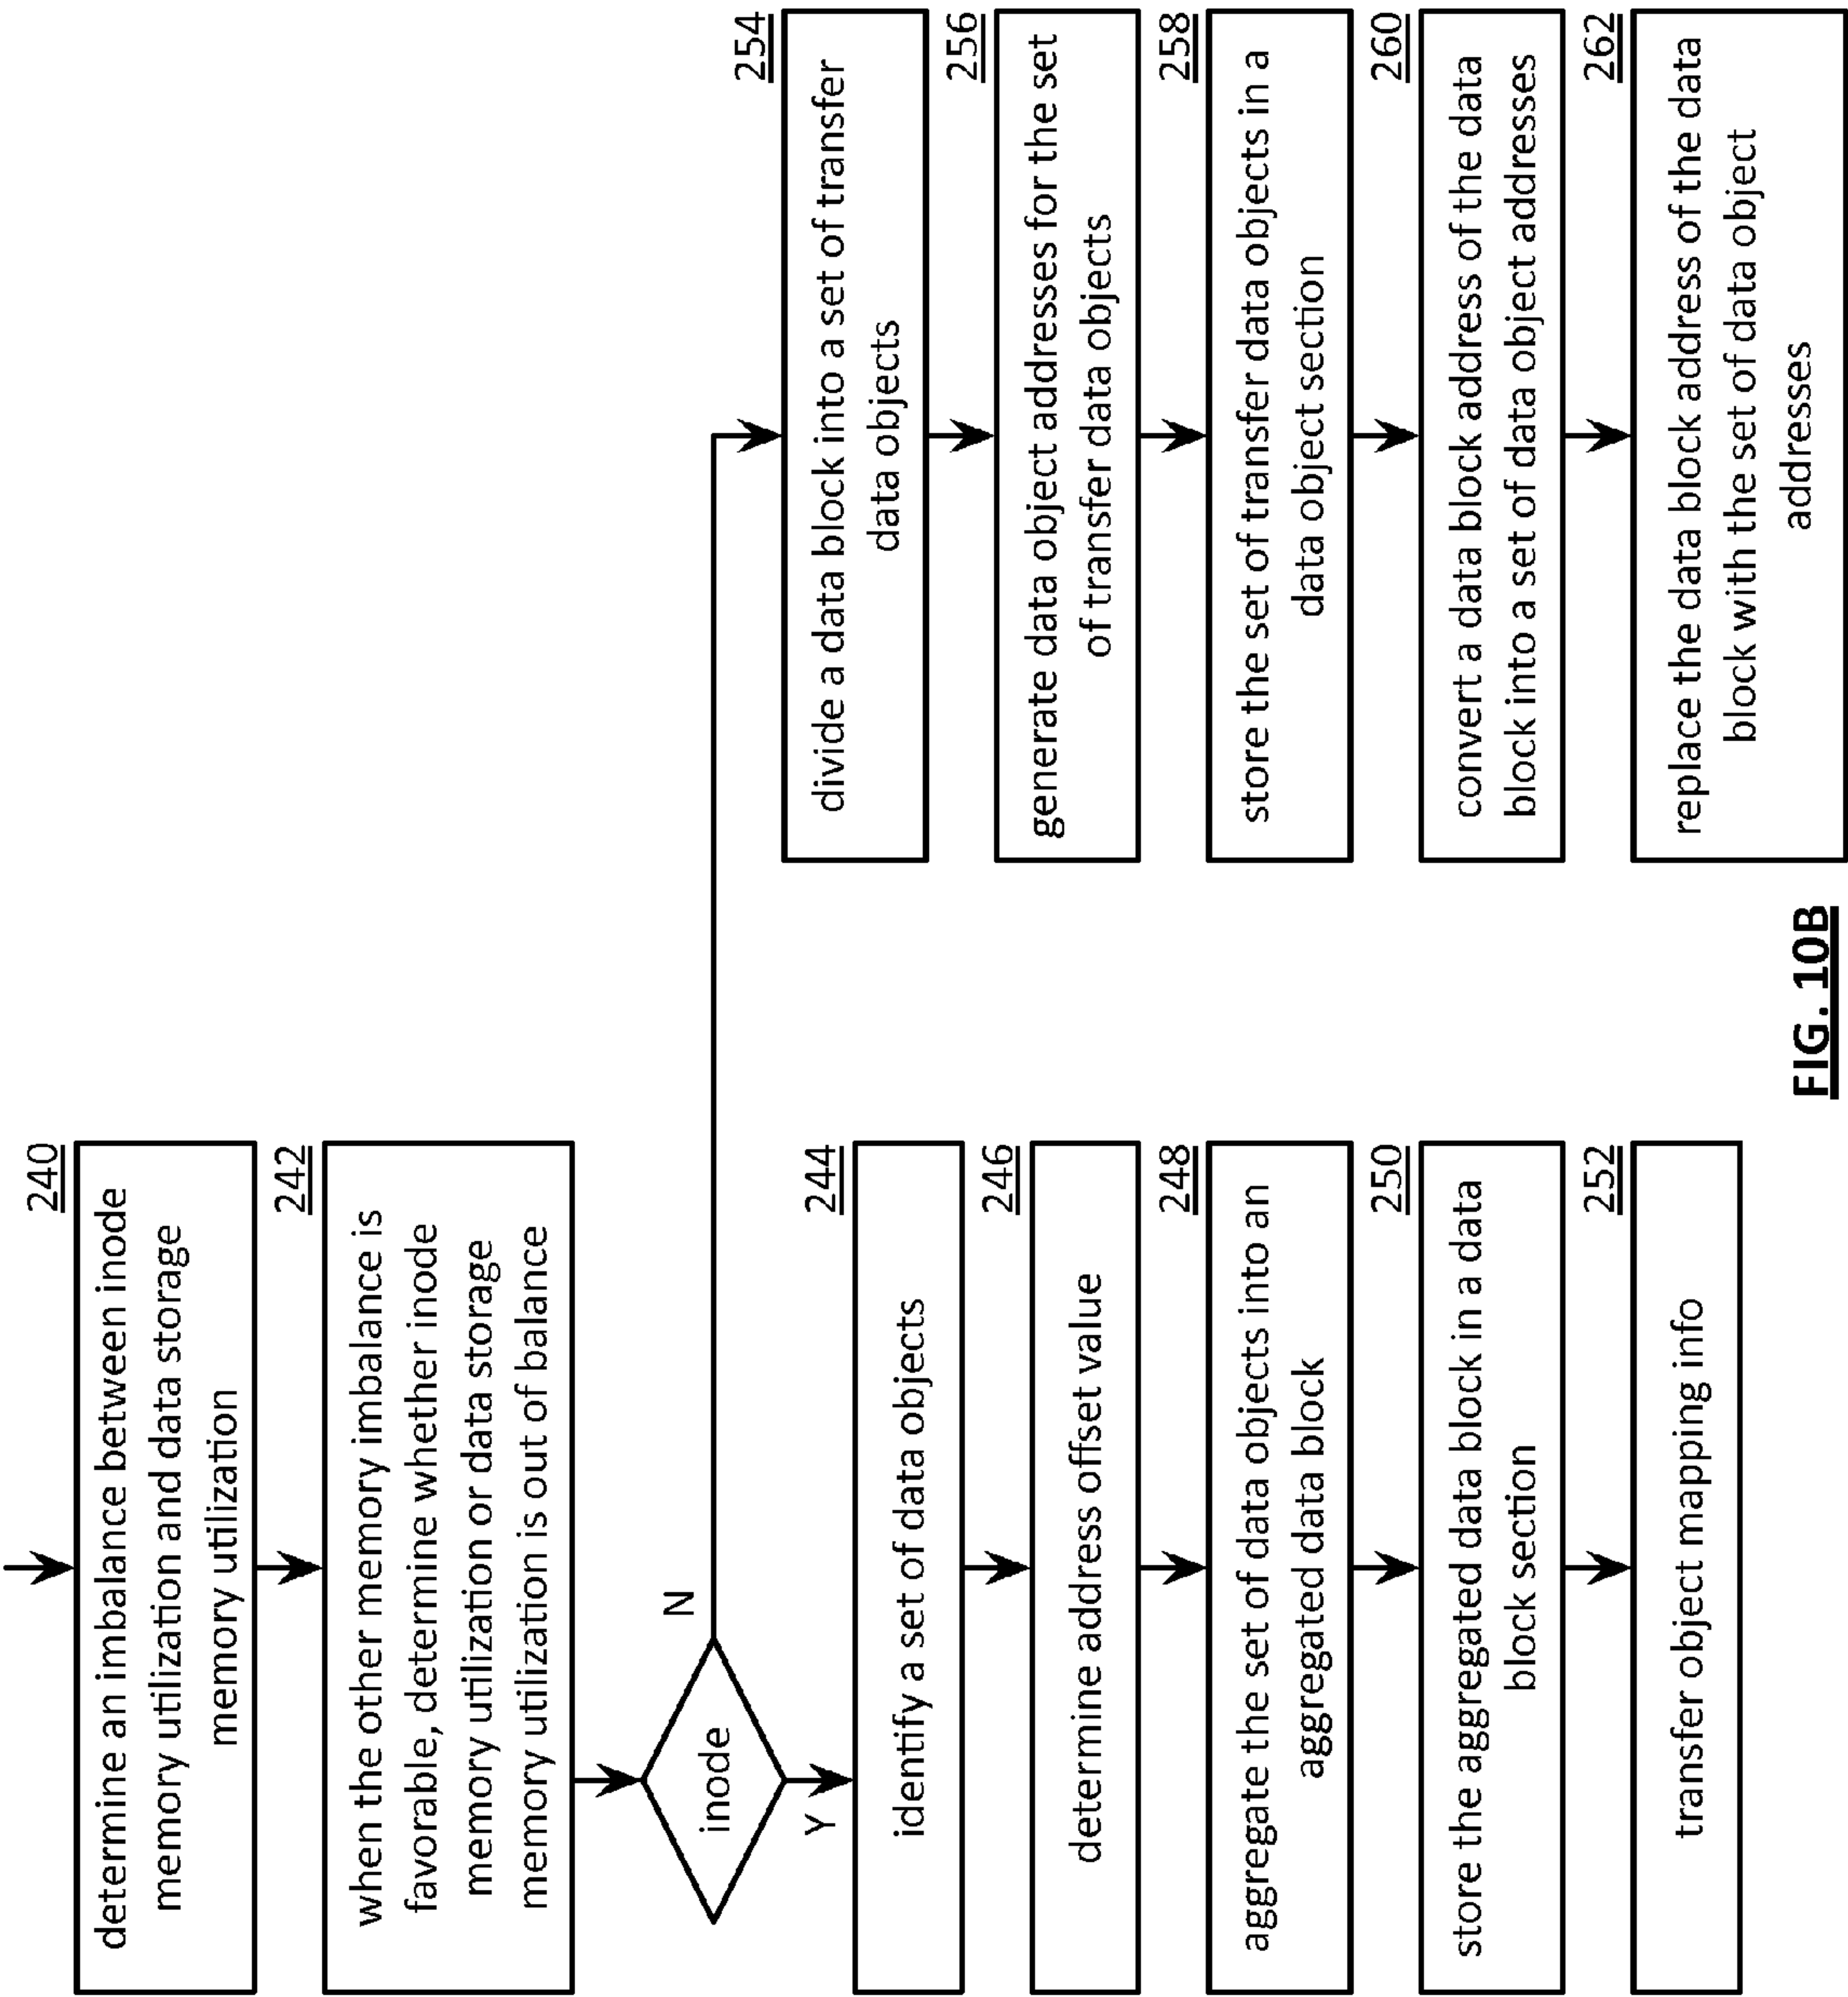 240
determine an imbalance between inode
memory utilization and data storage
memory utilization
242
when the other memory imbalance is
favorable, determine whether inode
memory utilization or data storage
memory utilization is out of balance
inode
Y
N
244
identify a set of data objects
246
determine address offset value
248
aggregate the set of data objects into an
aggregated data block
250
store the aggregated data block in a data
block section
252
transfer object mapping info
254
divide a data block into a set of transfer
data objects
256
generate data object addresses for the set
of transfer data objects
258
store the set of transfer data objects in a
data object section
260
convert a data block address of the data
block into a set of data object addresses
262
replace the data block address of the data
block with the set of data object
addresses
FIG. 10B